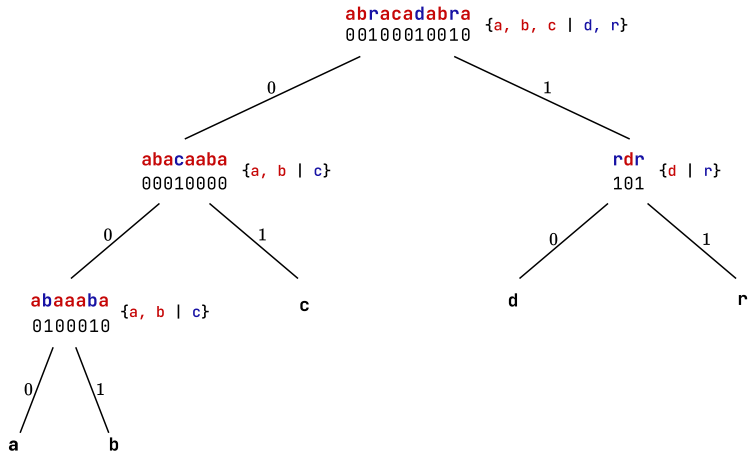 abracadabra {a, b, c | d, r}
00100010010
0 1
abacaaba {a, b | c} rdr {d | r}
00010000 101
0 1 0 1
abaaaba {a, b | c} c d r
0100010
0 1
a b